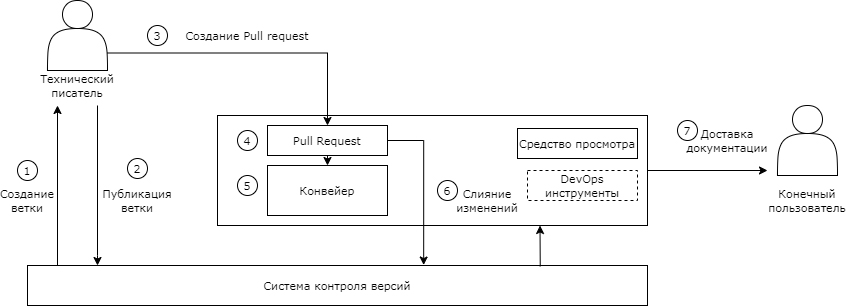 3 Создание Pull request
Технический
писатель
1
Создание
ветки
2
Публикация
ветки
4 Pull Request
5 Конвейер
Средство просмотра
DevOps
инструменты
6 Слияние
изменений
7 Доставка
документации
Конечный
пользователь
Система контроля версий